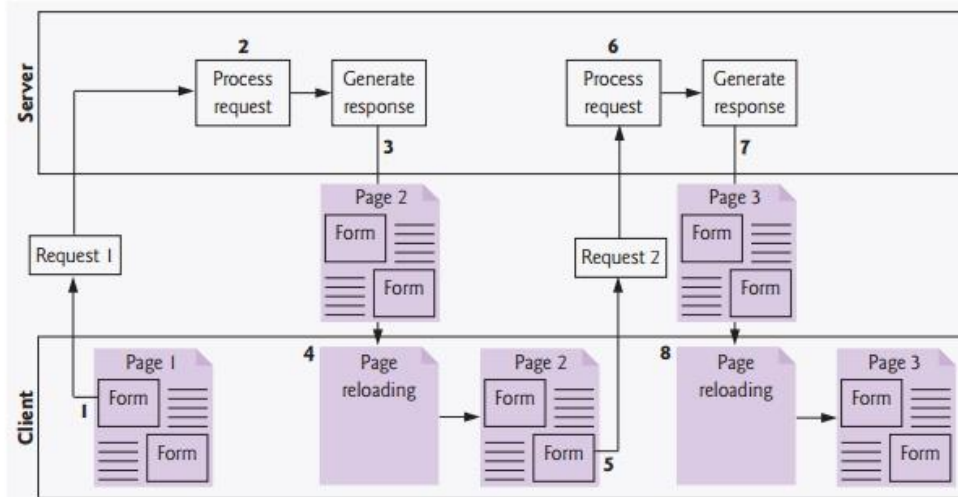 Server
2
Process
request
Generate
response
3
6
Process
request
Generate
response
7
Page 2
Form
Form
Page 3
Form
Form
Request 1
Request 2
Client
Page 1
Form
Form
1
4
Page
reloading
Page 2
Form
Form
5
8
Page
reloading
Page 3
Form
Form